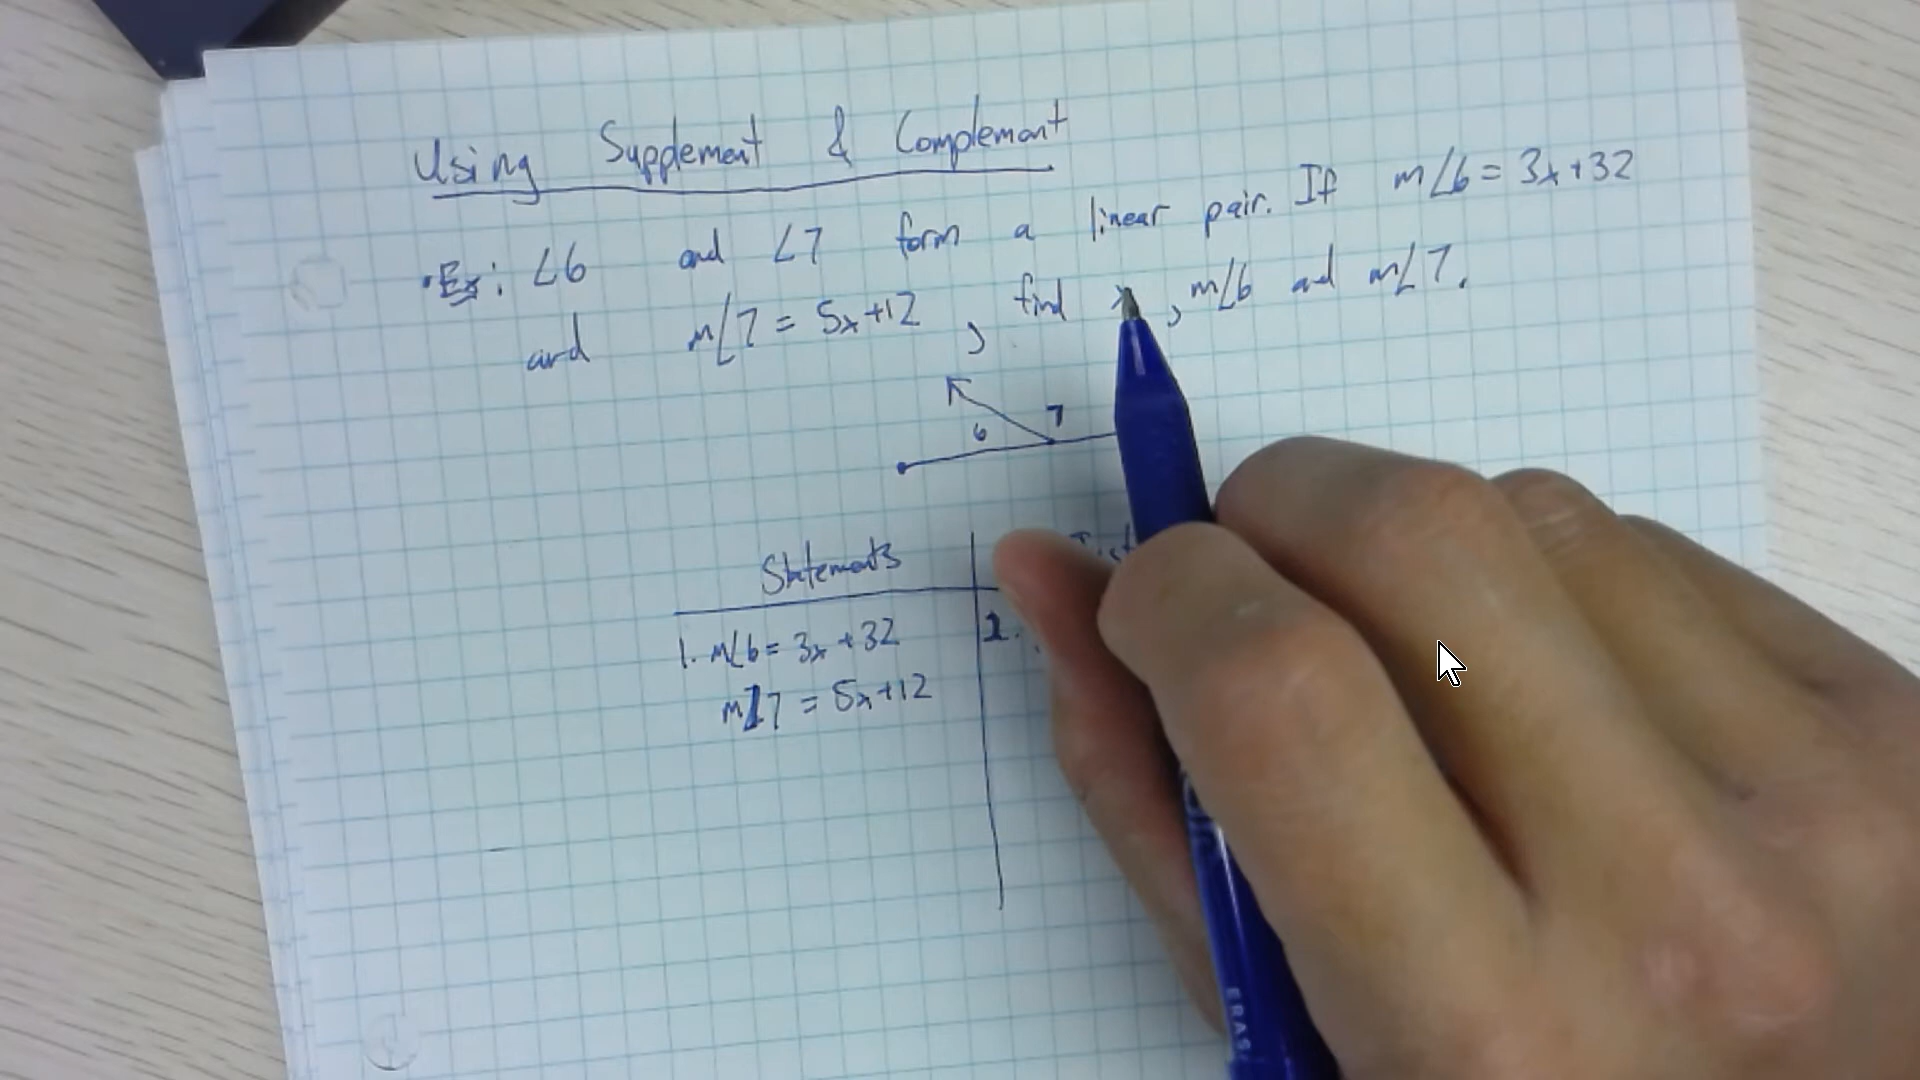 Using Supplement & Complement
• Ex: ∠6 and ∠7 form a linear pair. If m∠6 = 3x+32
and m∠7 = 5x+12, find x, m∠6 and m∠7.
6 7
Statements
1. m∠6 = 3x+32
m∠7 = 5x+12
1.
ERAS